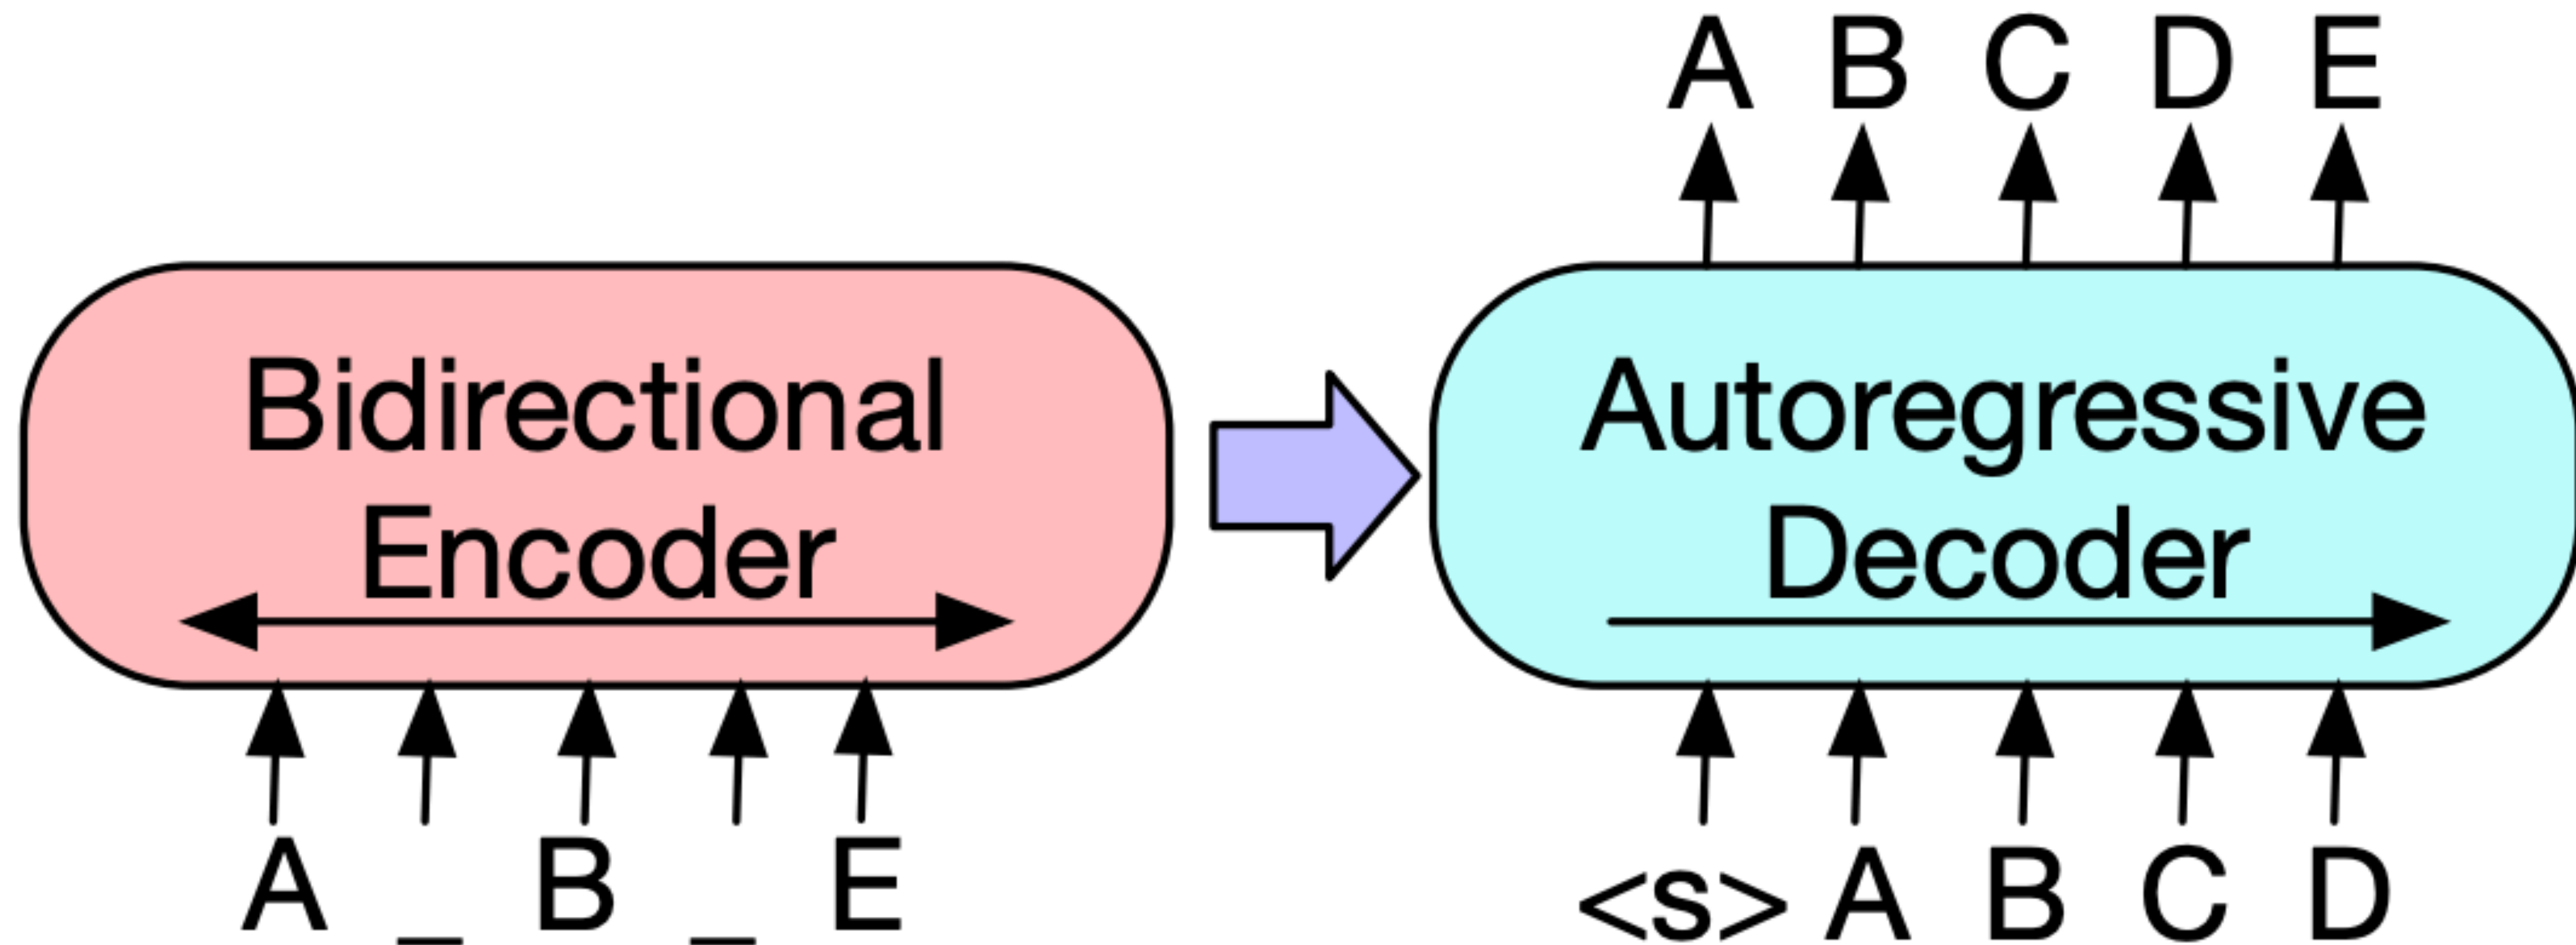 A B C D E
Bidirectional
Encoder
Autoregressive
Decoder
A _ B _ E
<s> A B C D